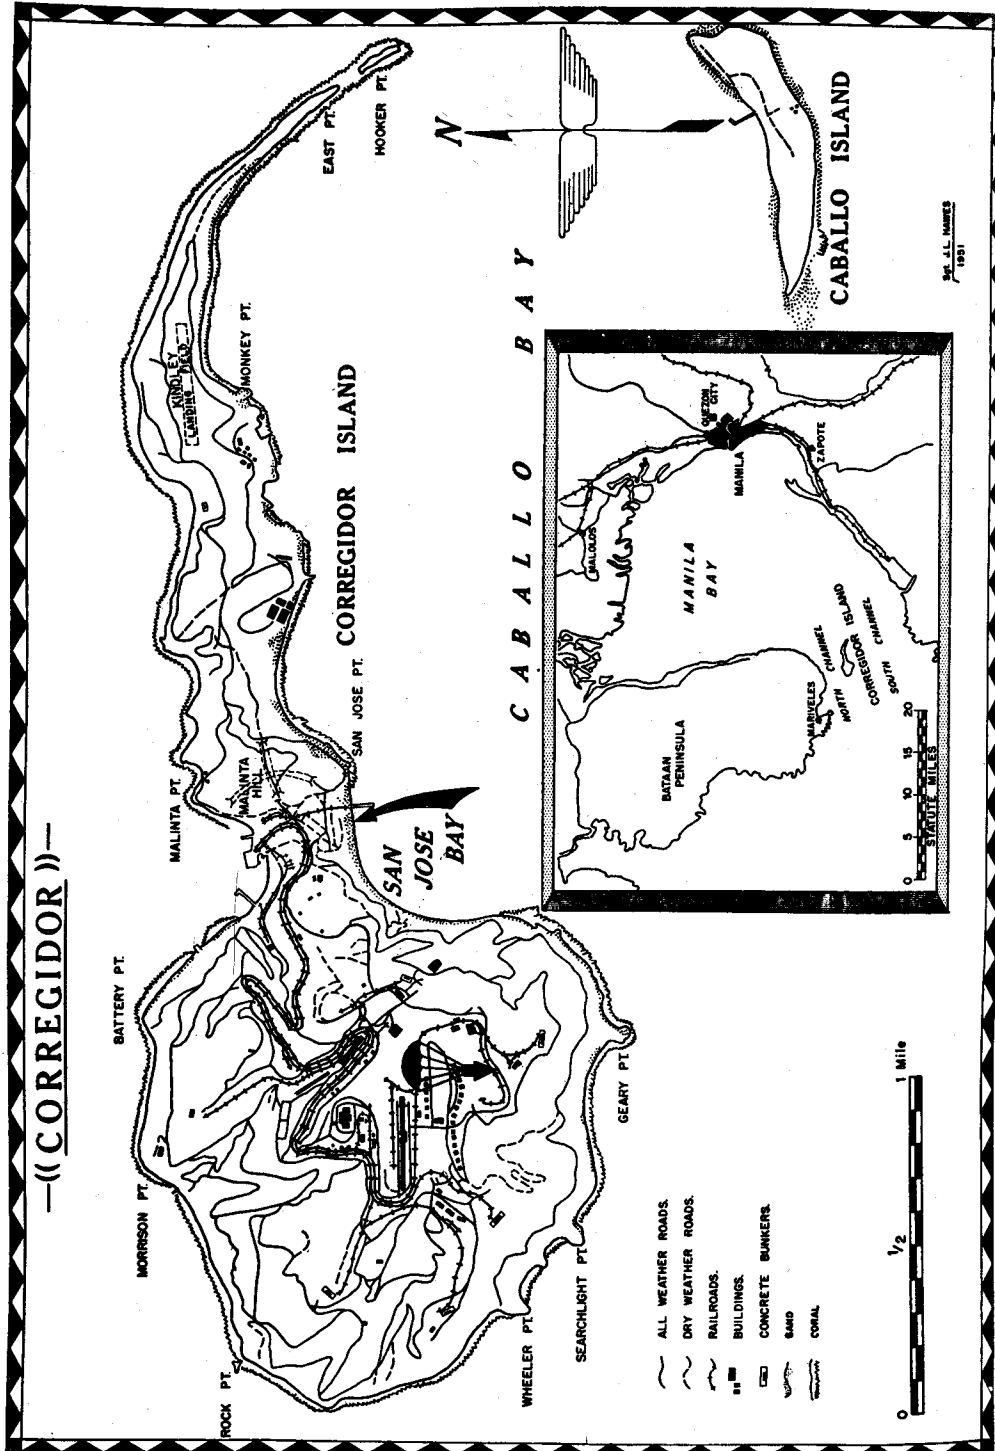 —((CORREGIDOR))—
BATTERY PT.
MORRISON PT.
ROCK PT.
MALINTA PT.
MALINTA
HILL
KINDLEY
LANDING FIELD
MONKEY PT.
EAST PT.
HOOKER PT.
CORREGIDOR ISLAND
SAN JOSE PT.
SAN
JOSE
BAY
N
CABALLO BAY
CABALLO ISLAND
WHEELER PT.
SEARCHLIGHT PT.
GEARY PT.
ALL WEATHER ROADS.
DRY WEATHER ROADS.
RAILROADS.
BUILDINGS.
CONCRETE BUNKERS.
SAND
CORAL
0 1/2 1 Mile
MALOLOS
QUEZON
CITY
MANILA
ZAPOTE
MANILA
BAY
BATAAN
PENINSULA
MARIVELES
NORTH CHANNEL
CORREGIDOR ISLAND
SOUTH CHANNEL
0 5 10 15 20
STATUTE MILES
Sgt. J.L. HAWES
1951